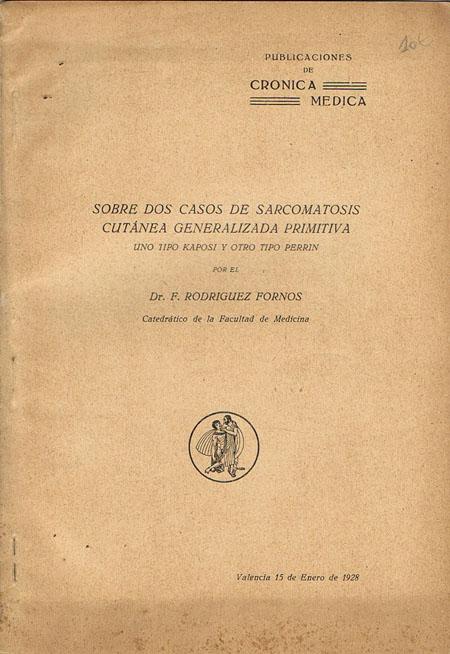 10€
PUBLICACIONES
DE
CRONICA
MEDICA
SOBRE DOS CASOS DE SARCOMATOSIS
CUTÁNEA GENERALIZADA PRIMITIVA
UNO TIPO KAPOSI Y OTRO TIPO PERRIN
POR EL
Dr. F. RODRIGUEZ FORNOS
Catedrático de la Facultad de Medicina
Valencia 15 de Enero de 1928